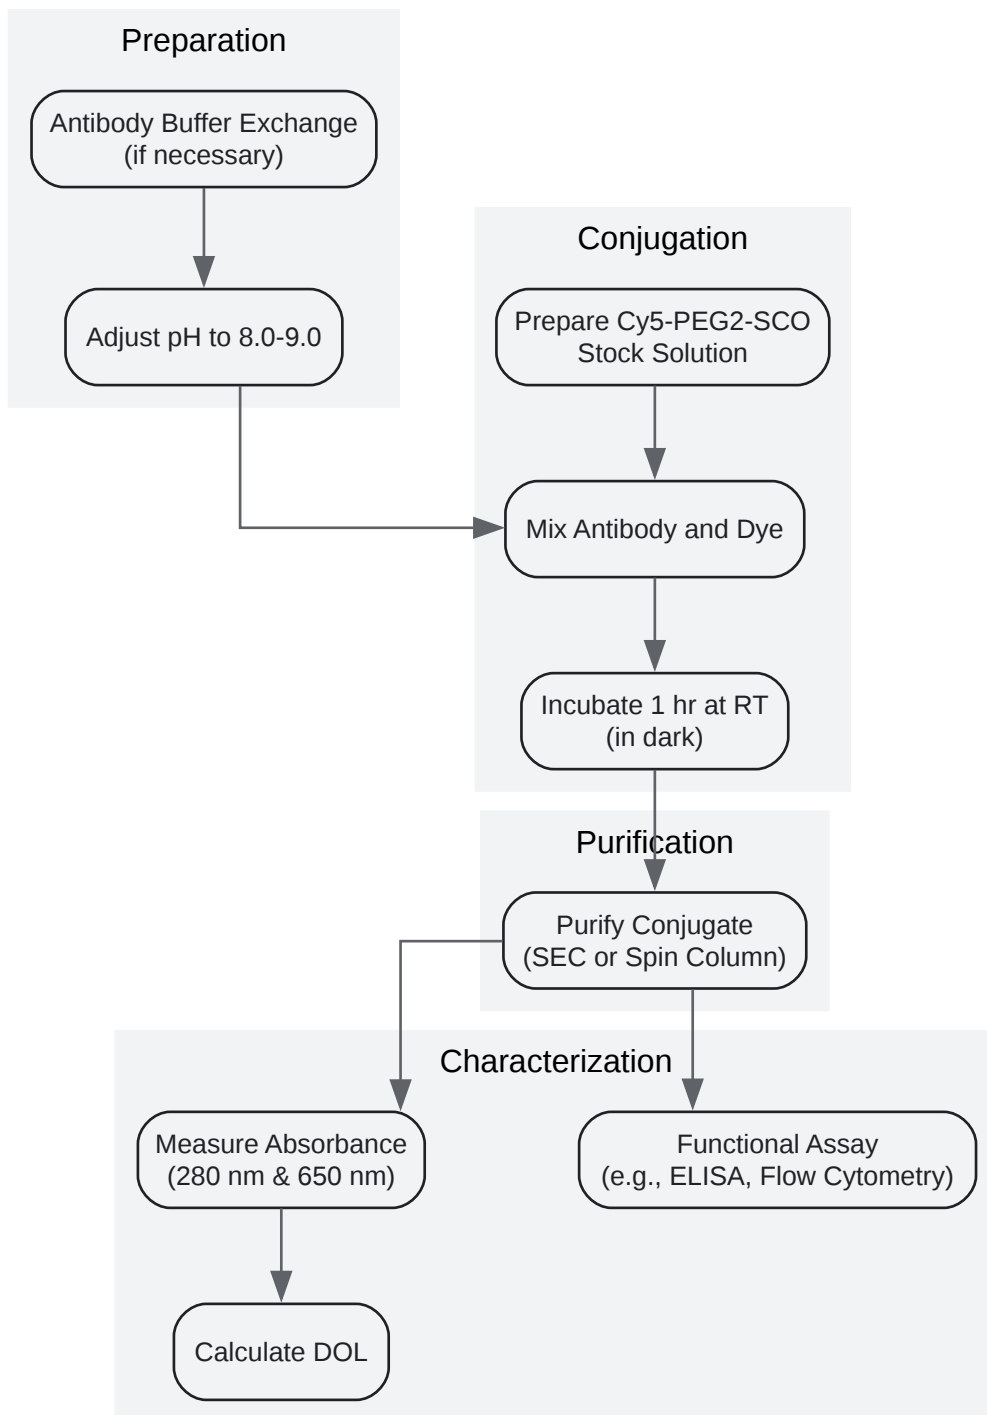 Preparation
Antibody Buffer Exchange
(if necessary)
Adjust pH to 8.0-9.0
Conjugation
Prepare Cy5-PEG2-SCO
Stock Solution
Mix Antibody and Dye
Incubate 1 hr at RT
(in dark)
Purification
Purify Conjugate
(SEC or Spin Column)
Characterization
Measure Absorbance
(280 nm & 650 nm)
Functional Assay
(e.g., ELISA, Flow Cytometry)
Calculate DOL